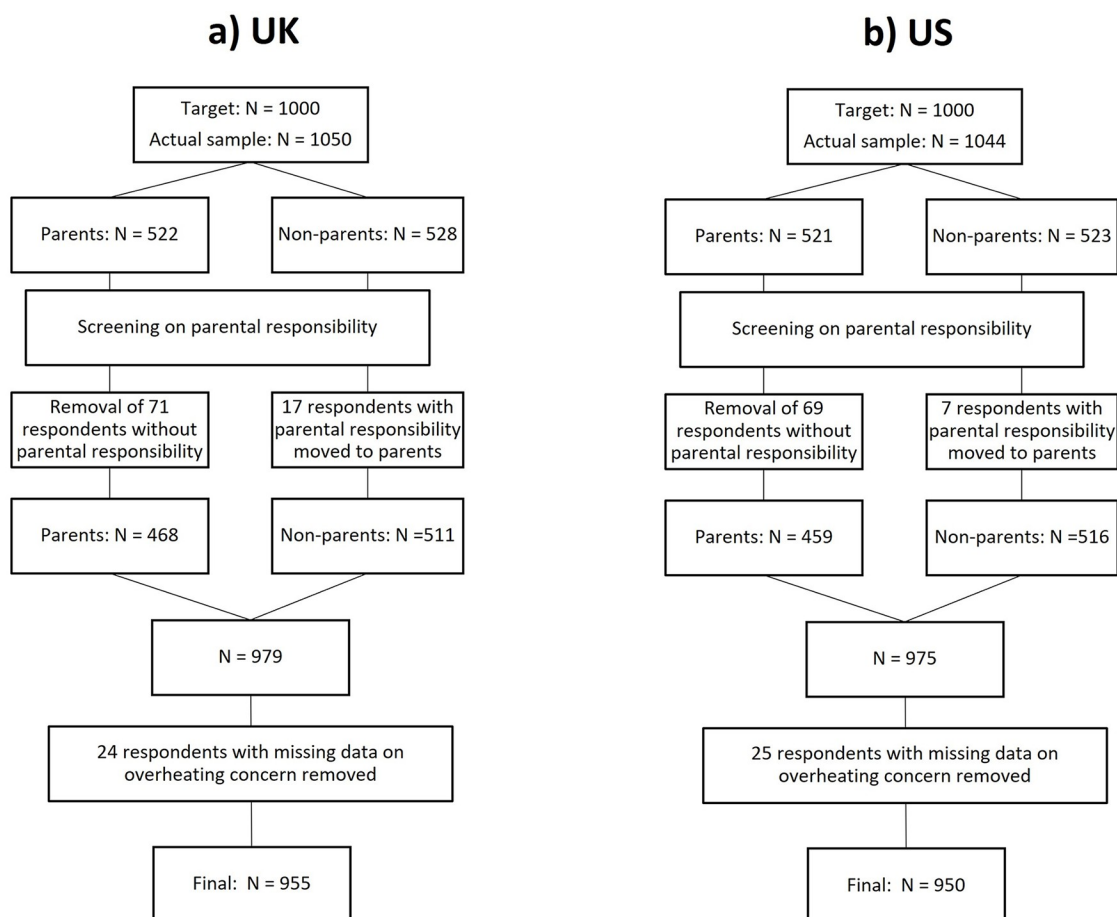 a) UK
Target: N = 1000
Actual sample: N = 1050
Parents: N = 522
Non-parents: N = 528
Screening on parental responsibility
Removal of 71
respondents without
parental responsibility
17 respondents with
parental responsibility
moved to parents
Parents: N = 468
Non-parents: N =511
N = 979
24 respondents with missing data on
overheating concern removed
Final: N = 955
b) US
Target: N = 1000
Actual sample: N = 1044
Parents: N = 521
Non-parents: N = 523
Screening on parental responsibility
Removal of 69
respondents without
parental responsibility
7 respondents with
parental responsibility
moved to parents
Parents: N = 459
Non-parents: N =516
N = 975
25 respondents with missing data on
overheating concern removed
Final: N = 950